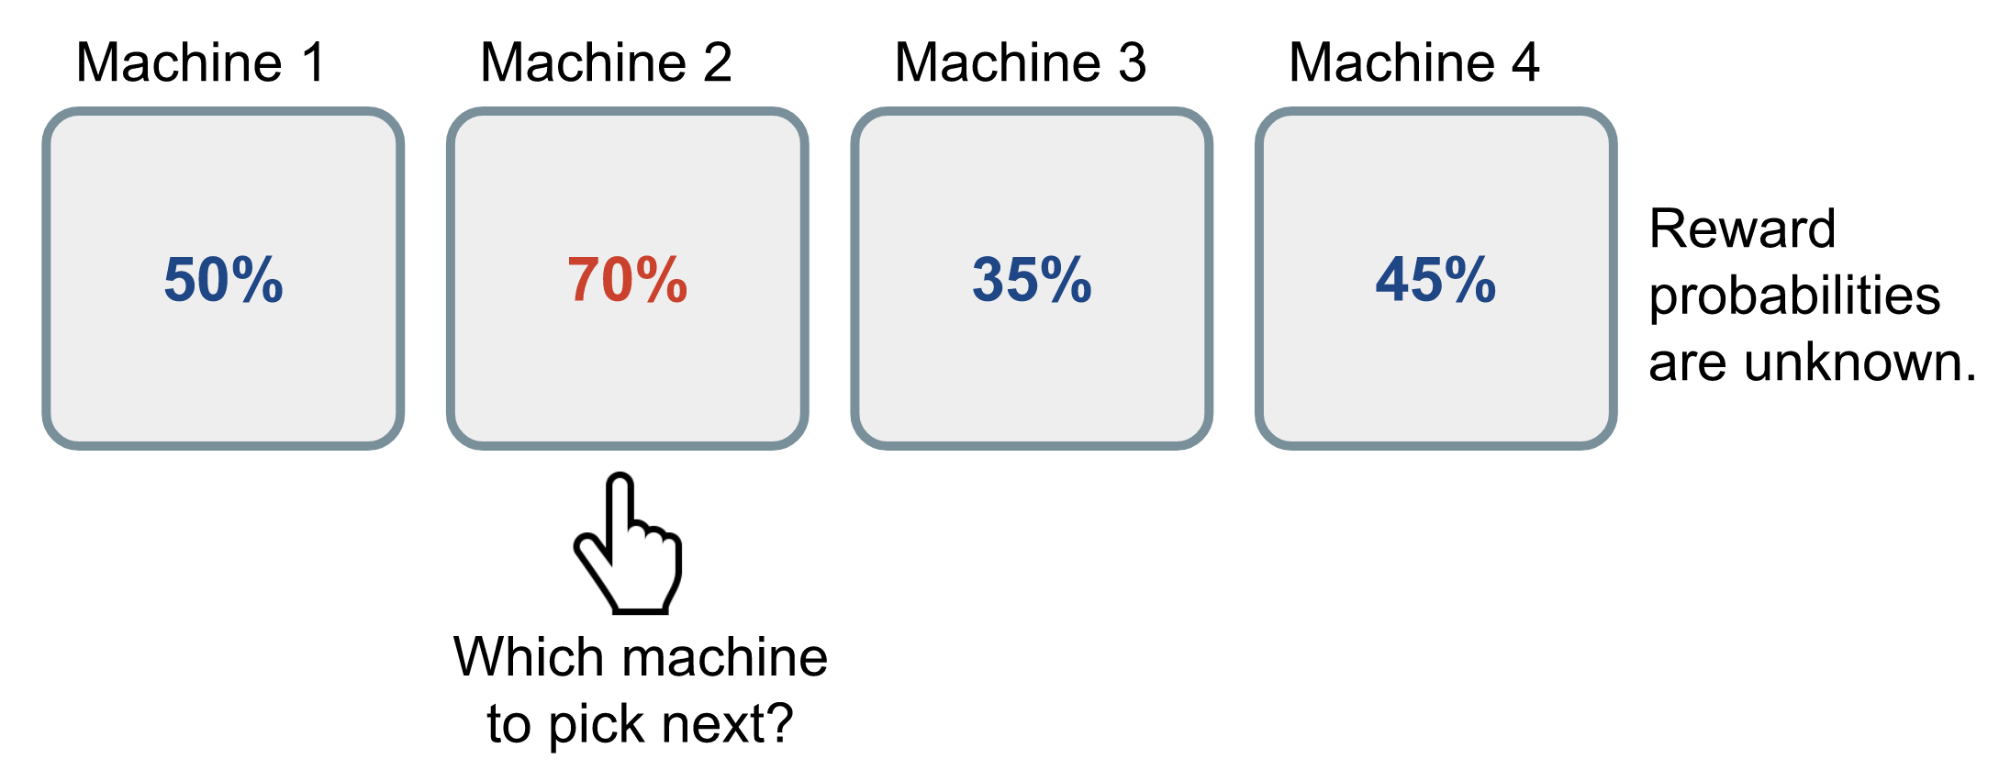 Machine 1
Machine 2
Machine 3
Machine 4
50%
70%
35%
45%
Reward
probabilities
are unknown.
Which machine
to pick next?